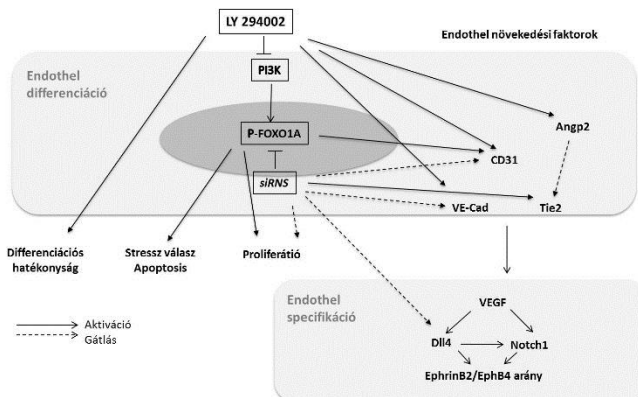 LY 294002
Endothel növekedési faktorok
PI3K
Endothel
differenciáció
P-FOXO1A
Angp2
CD31
siRNS
VE-Cad
Tie2
Differenciációs
hatékonyság
Stressz válasz
Apoptosis
Proliferátió
Endothel
specifikáció
VEGF
Aktiváció
Gátlás
Dll4
Notch1
EphrinB2/EphB4 arány